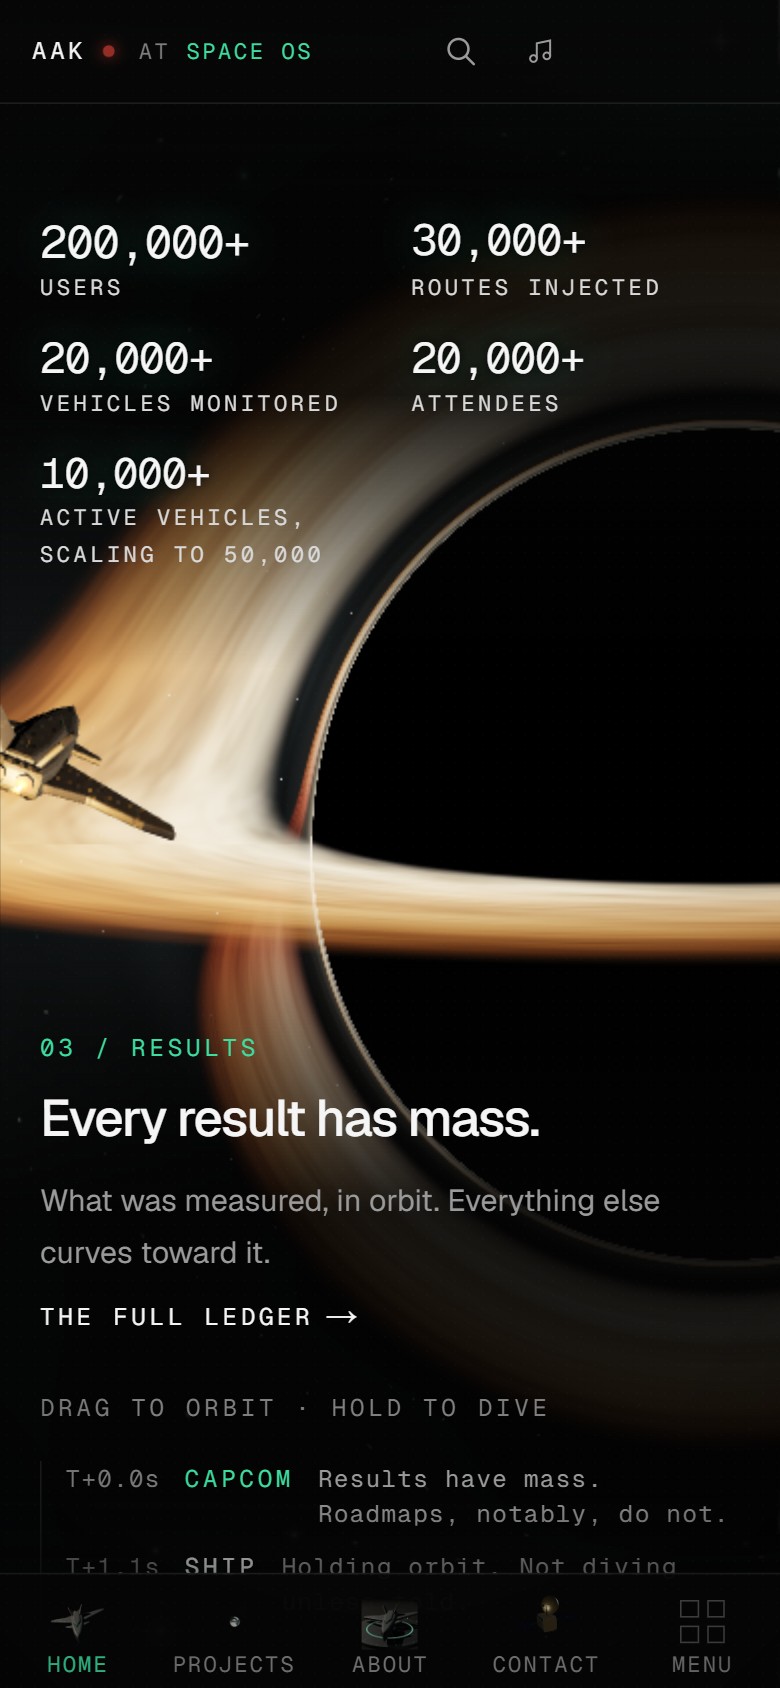 AAK AT SPACE OS
200,000+
USERS
30,000+
ROUTES INJECTED
20,000+
VEHICLES MONITORED
20,000+
ATTENDEES
10,000+
ACTIVE VEHICLES,
SCALING TO 50,000
03 / RESULTS
Every result has mass.
What was measured, in orbit. Everything else
curves toward it.
THE FULL LEDGER →
DRAG TO ORBIT · HOLD TO DIVE
T+0.0s CAPCOM Results have mass.
Roadmaps, notably, do not.
T+1.1s SHIP Holding orbit. Not diving
HOME PROJECTS ABOUT CONTACT MENU